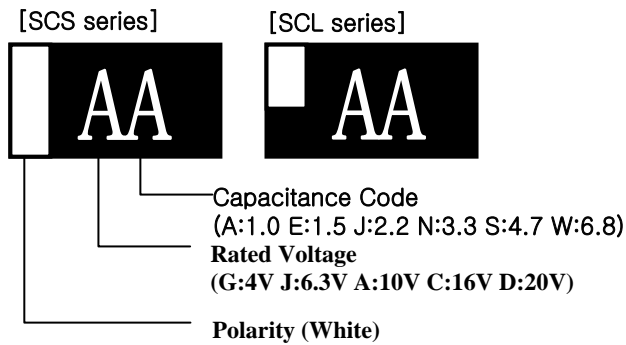 [SCS series] [SCL series]
AA AA
Capacitance Code
(A:1.0 E:1.5 J:2.2 N:3.3 S:4.7 W:6.8)
Rated Voltage
(G:4V J:6.3V A:10V C:16V D:20V)
Polarity (White)